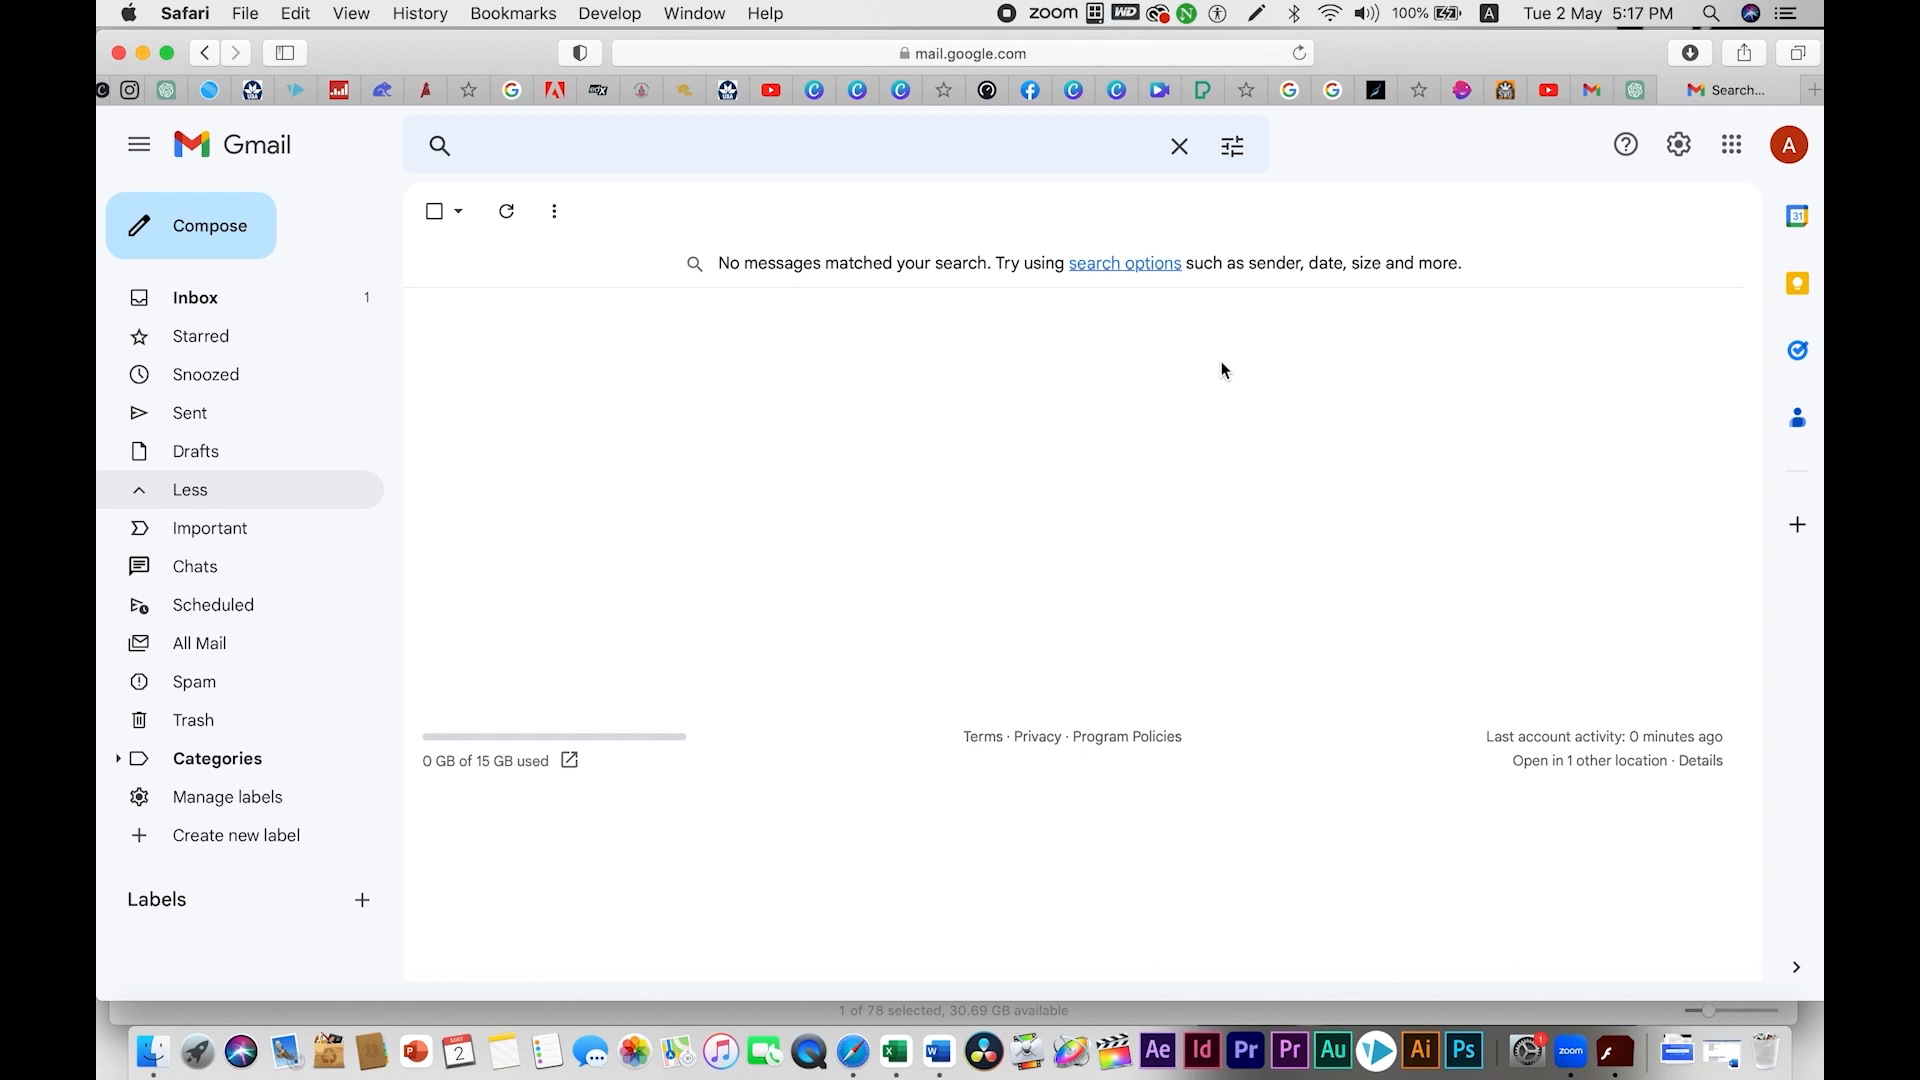 Safari File Edit View History Bookmarks Develop Window Help zoom WD N A 100% A Tue 2 May 5:17 PM
mail.google.com
Search...
Gmail
A
Compose
No messages matched your search. Try using search options such as sender, date, size and more.
Inbox 1
Starred
Snoozed
Sent
Drafts
Less
Important
Chats
Scheduled
All Mail
Spam
Trash
Categories
Manage labels
Create new label
Labels
31
Terms · Privacy · Program Policies
Last account activity: 0 minutes ago
0 GB of 15 GB used
Open in 1 other location · Details
1 of 78 selected, 30.69 GB available
MAY
2
Ae Id Pr Pr Au Ai Ps 1 zoom